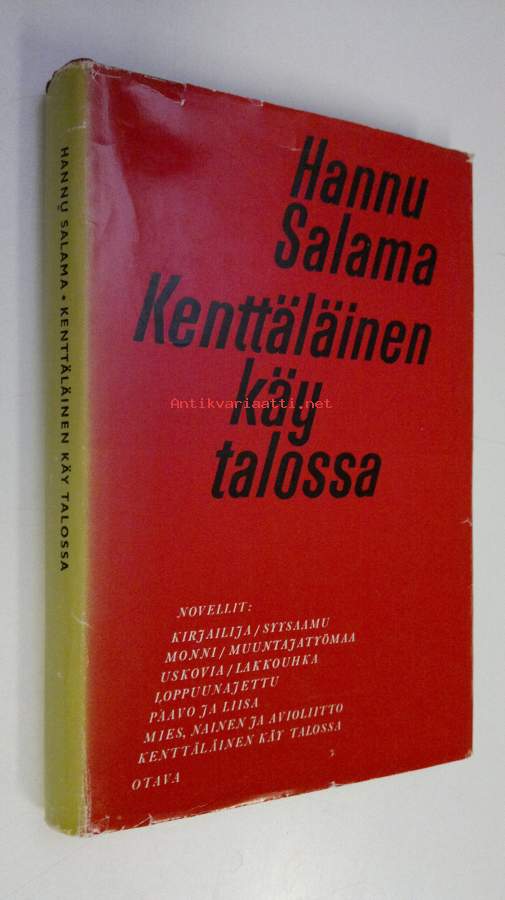 HANNU SALAMA • KENTTÄLÄINEN KÄY TALOSSA
Hannu
Salama
Kenttäläinen
käy
talossa
Antikvariaatti.net
NOVELLIT:
KIRJAILIJA/SYYSAAMU
MONNI/MUUNTAJATYÖMAA
USKOVIA/LAKKOUHKA
LOPPUUNAJETTU
PAAVO JA LIISA
MIES, NAINEN JA AVIOLIITTO
KENTTÄLÄINEN KÄY TALOSSA
OTAVA